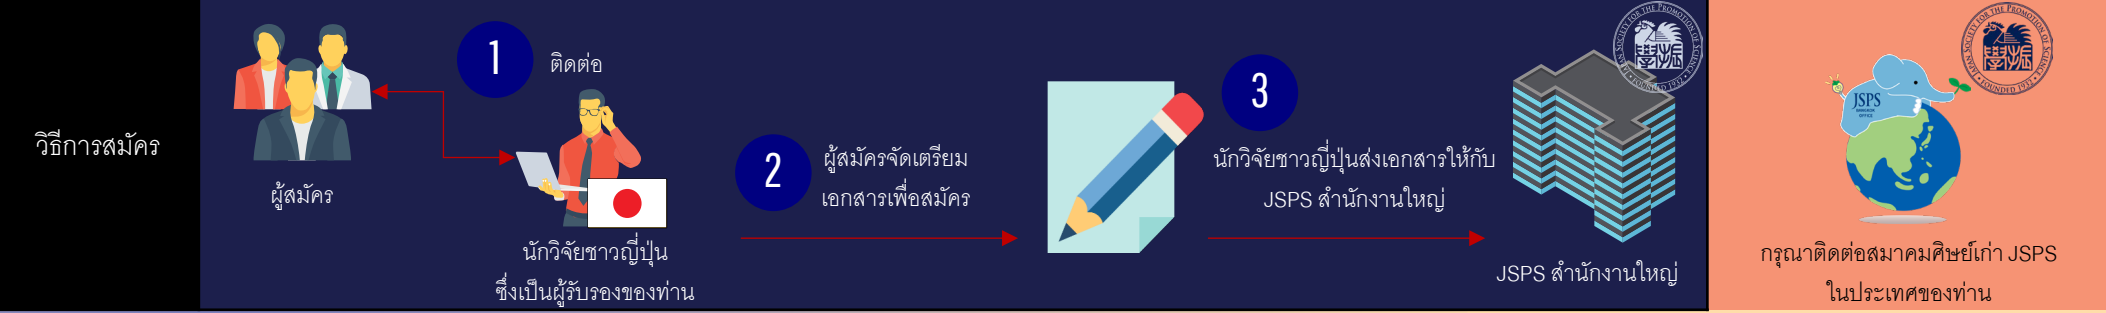 วิธีการสมัคร
ผู้สมัคร
1
ติดต่อ
นักวิจัยชาวญี่ปุ่น
ซึ่งเป็นผู้รับรองของท่าน
2
ผู้สมัครจัดเตรียม
เอกสารเพื่อสมัคร
3
นักวิจัยชาวญี่ปุ่นส่งเอกสารให้กับ
JSPS สำนักงานใหญ่
JSPS สำนักงานใหญ่
JSPS
BANGKOK
OFFICE
กรุณาติดต่อสมาคมศิษย์เก่า JSPS
ในประเทศของท่าน